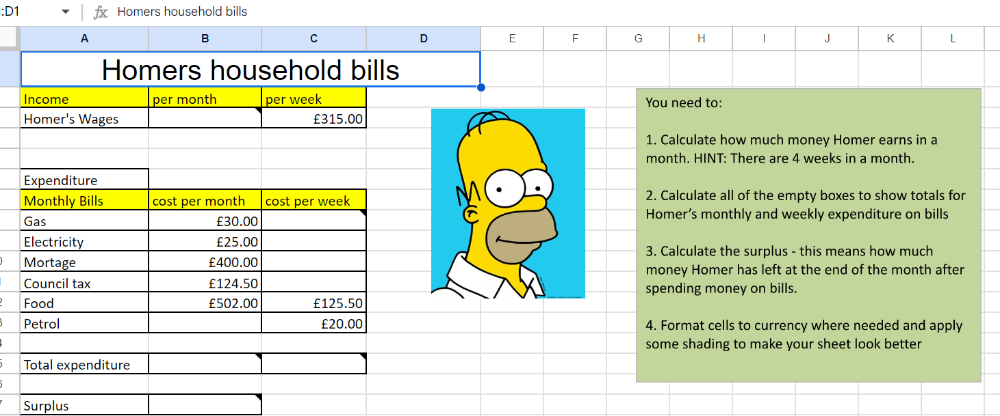 :D1 fx Homers household bills
A B C D E F G H I J K L
Homers household bills
Income per month per week
Homer's Wages £315.00
Expenditure
Monthly Bills cost per month cost per week
Gas £30.00
Electricity £25.00
Mortage £400.00
Council tax £124.50
Food £502.00 £125.50
Petrol £20.00
Total expenditure
Surplus
You need to:
1. Calculate how much money Homer earns in a
month. HINT: There are 4 weeks in a month.
2. Calculate all of the empty boxes to show totals for
Homer’s monthly and weekly expenditure on bills
3. Calculate the surplus - this means how much
money Homer has left at the end of the month after
spending money on bills.
4. Format cells to currency where needed and apply
some shading to make your sheet look better